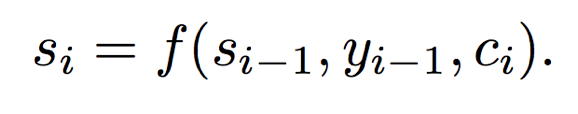 s_i = f(s_{i−1}, y_{i−1}, c_i).